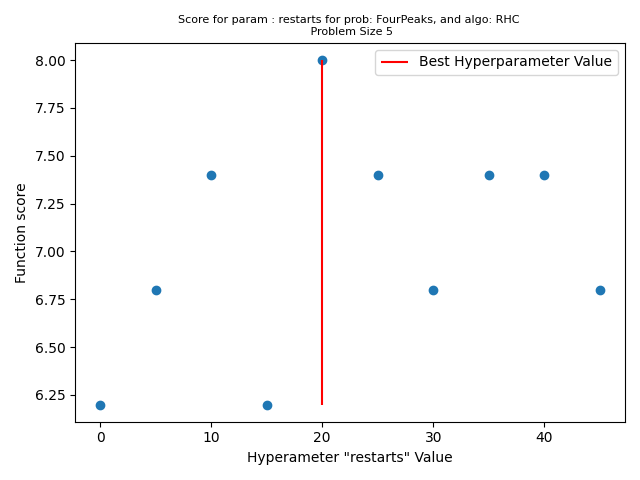 Score for param : restarts for prob: FourPeaks, and algo: RHC
Problem Size 5
Best Hyperparameter Value
8.00
7.75
7.50
7.25
7.00
6.75
6.50
6.25
Function score
0 10 20 30 40
Hyperameter "restarts" Value